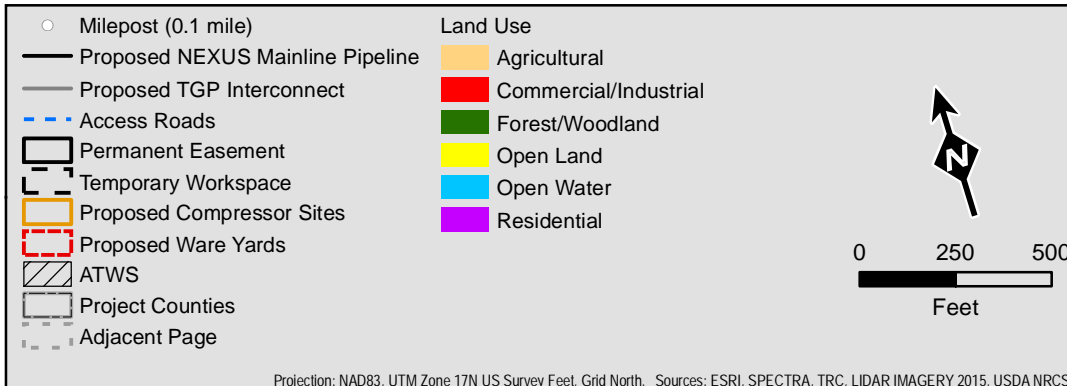 Milepost (0.1 mile)
Proposed NEXUS Mainline Pipeline
Proposed TGP Interconnect
Access Roads
Permanent Easement
Temporary Workspace
Proposed Compressor Sites
Proposed Ware Yards
ATWS
Project Counties
Adjacent Page
Land Use
Agricultural
Commercial/Industrial
Forest/Woodland
Open Land
Open Water
Residential
N
0 250 500
Feet
Projection: NAD83, UTM Zone 17N US Survey Feet, Grid North. Sources: ESRI, SPECTRA, TRC, LIDAR IMAGERY 2015, USDA NRCS